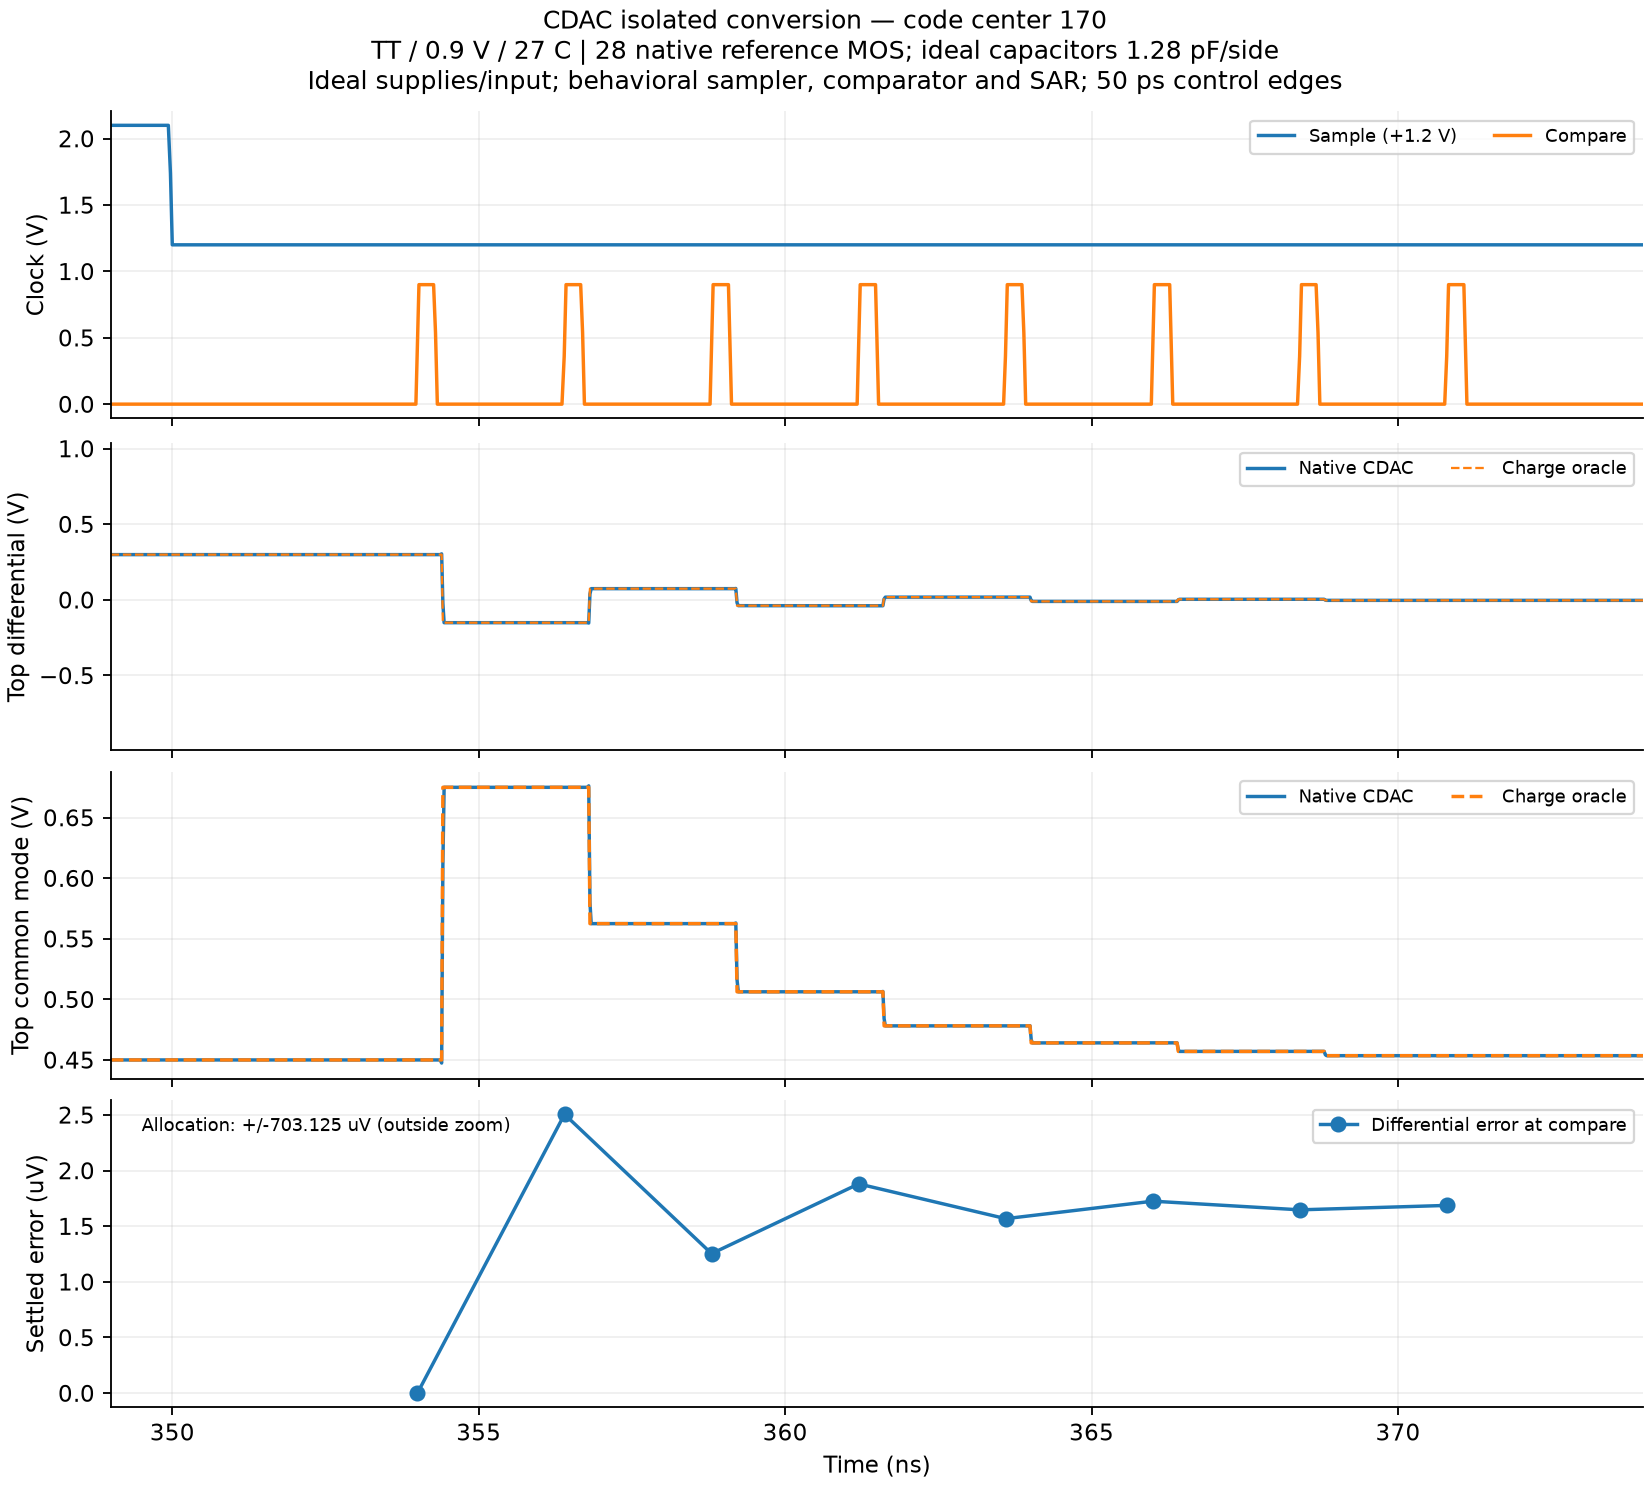 CDAC isolated conversion — code center 170
TT / 0.9 V / 27 C | 28 native reference MOS; ideal capacitors 1.28 pF/side
Ideal supplies/input; behavioral sampler, comparator and SAR; 50 ps control edges
Clock (V)
2.0
1.5
1.0
0.5
0.0
Sample (+1.2 V)
Compare
Top differential (V)
1.0
0.5
0.0
−0.5
Native CDAC
Charge oracle
Top common mode (V)
0.65
0.60
0.55
0.50
0.45
Native CDAC
Charge oracle
Settled error (uV)
2.5
2.0
1.5
1.0
0.5
0.0
Allocation: +/-703.125 uV (outside zoom)
Differential error at compare
350
355
360
365
370
Time (ns)